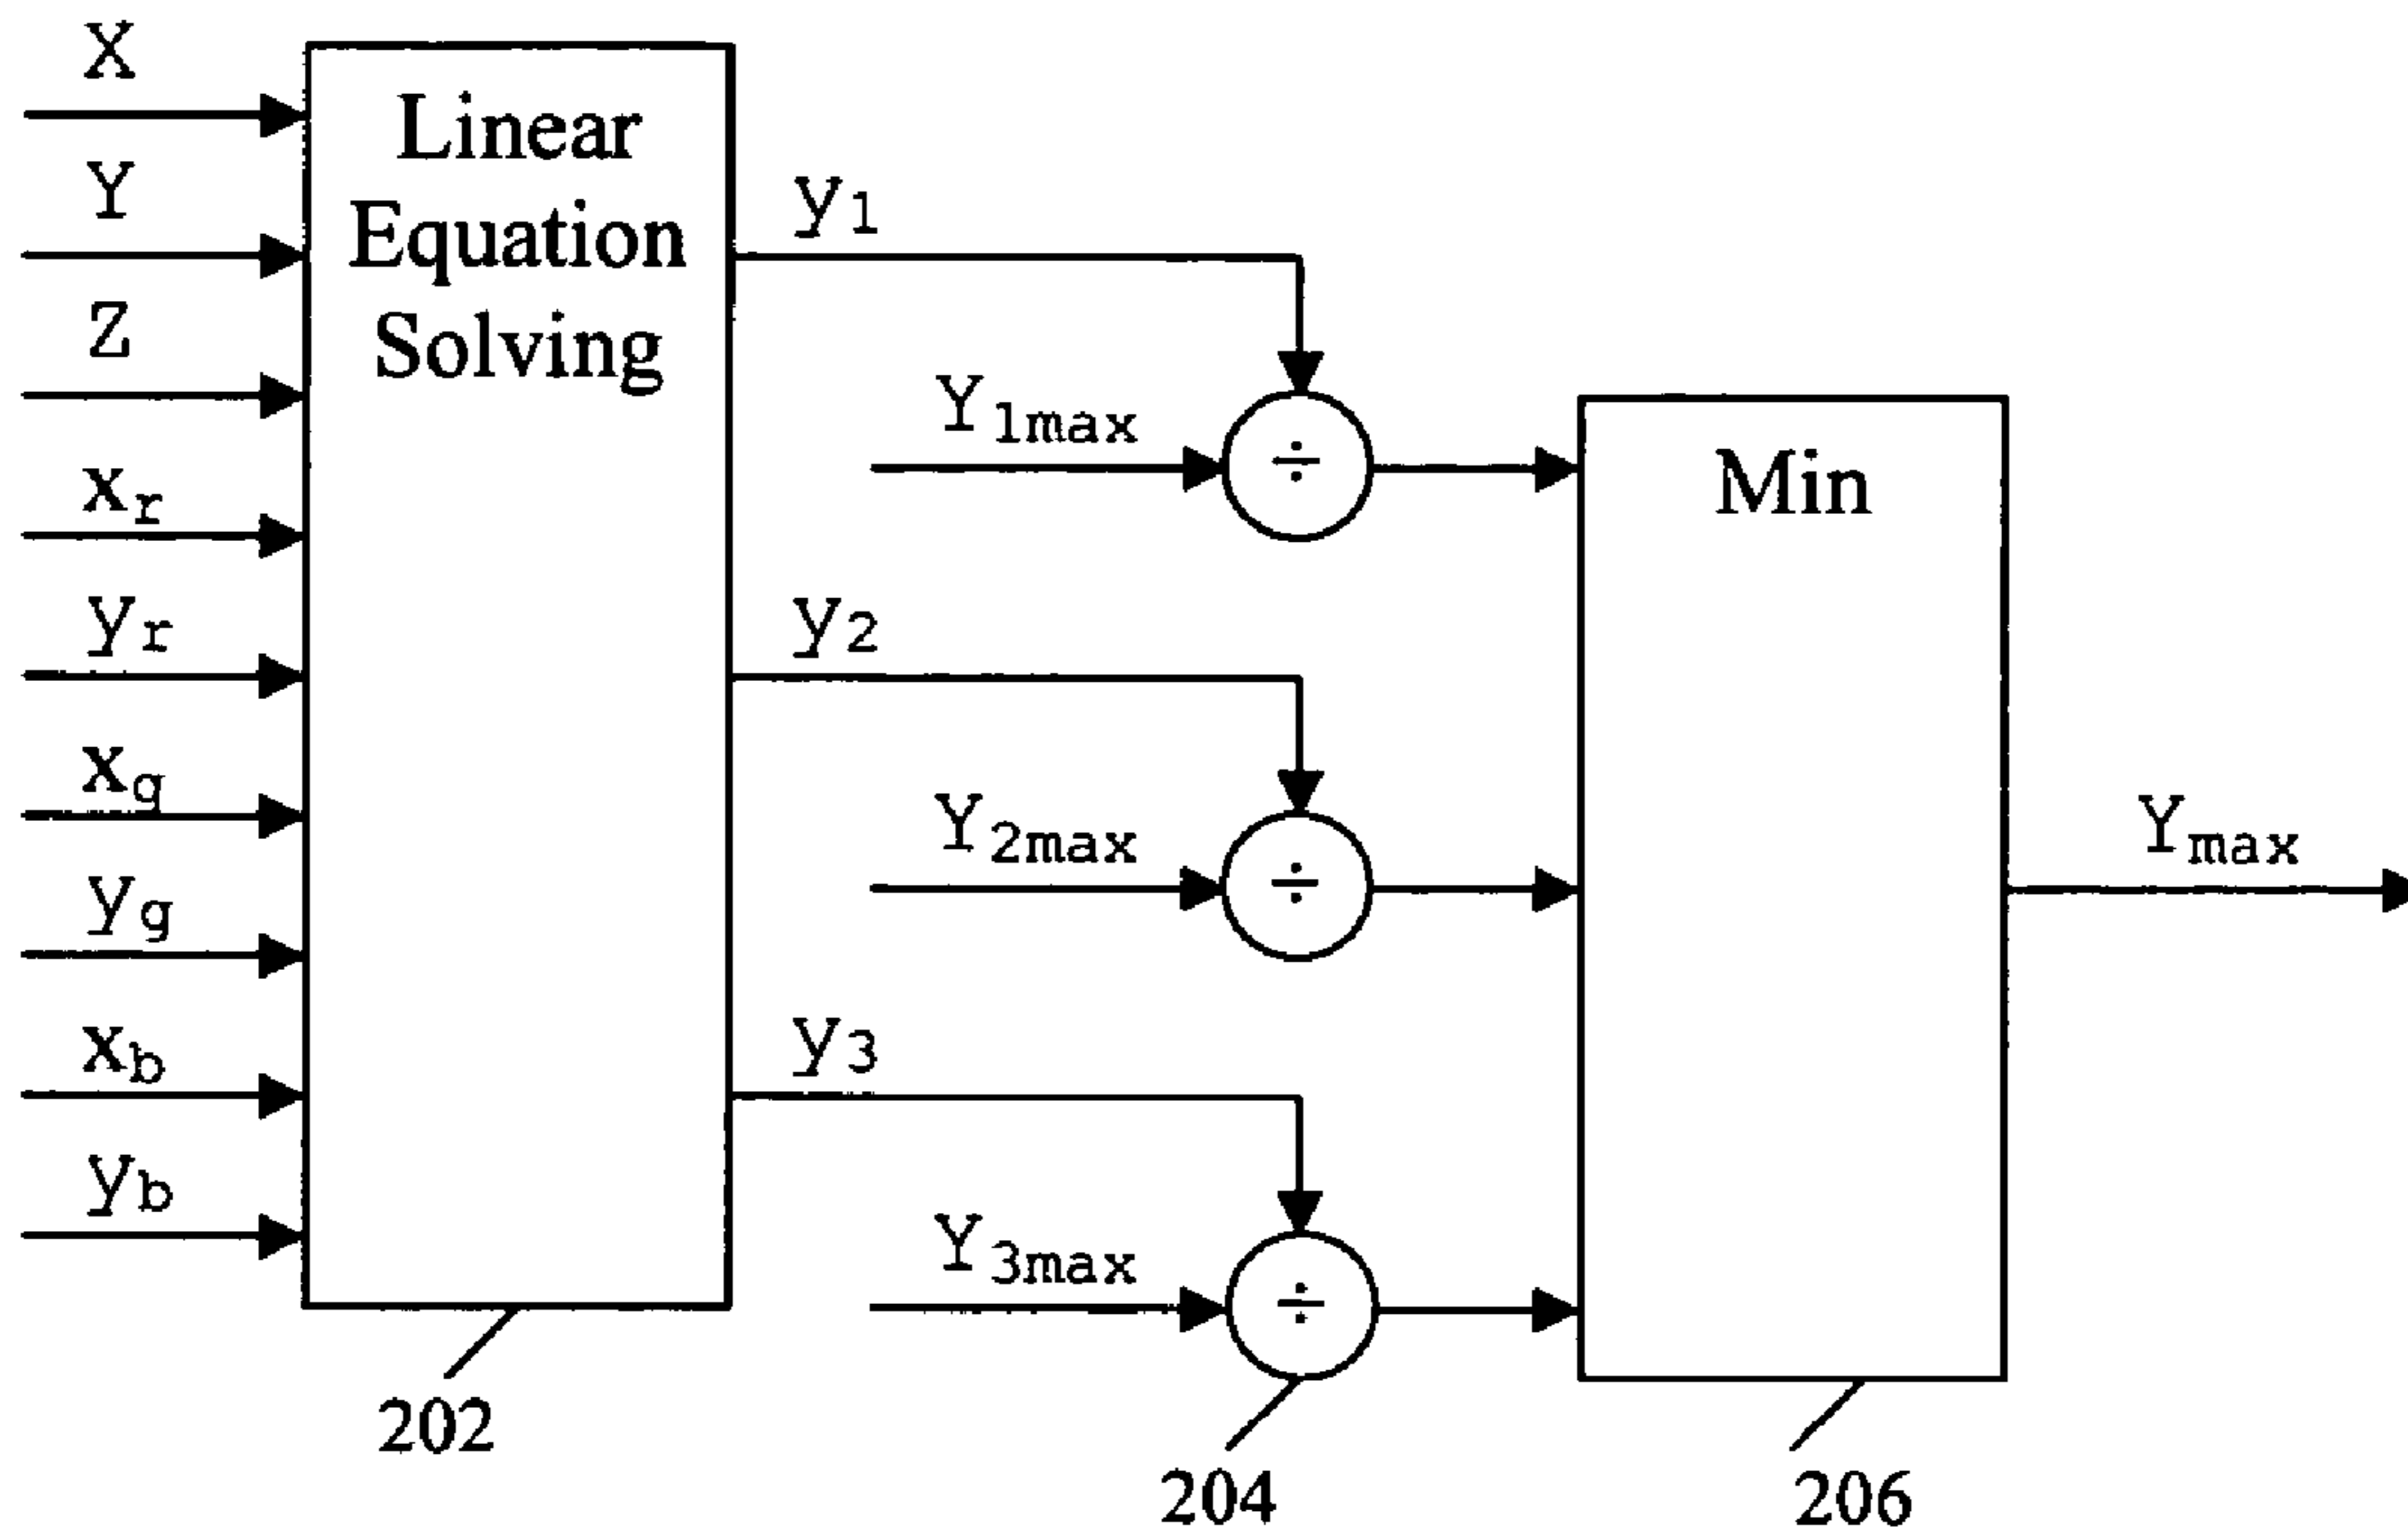 X
Y
Z
xr
yr
xg
yg
xb
yb
Linear
Equation
Solving
y1
Y1max
÷
y2
Y2max
÷
y3
Y3max
÷
Min
Ymax
202
204
206